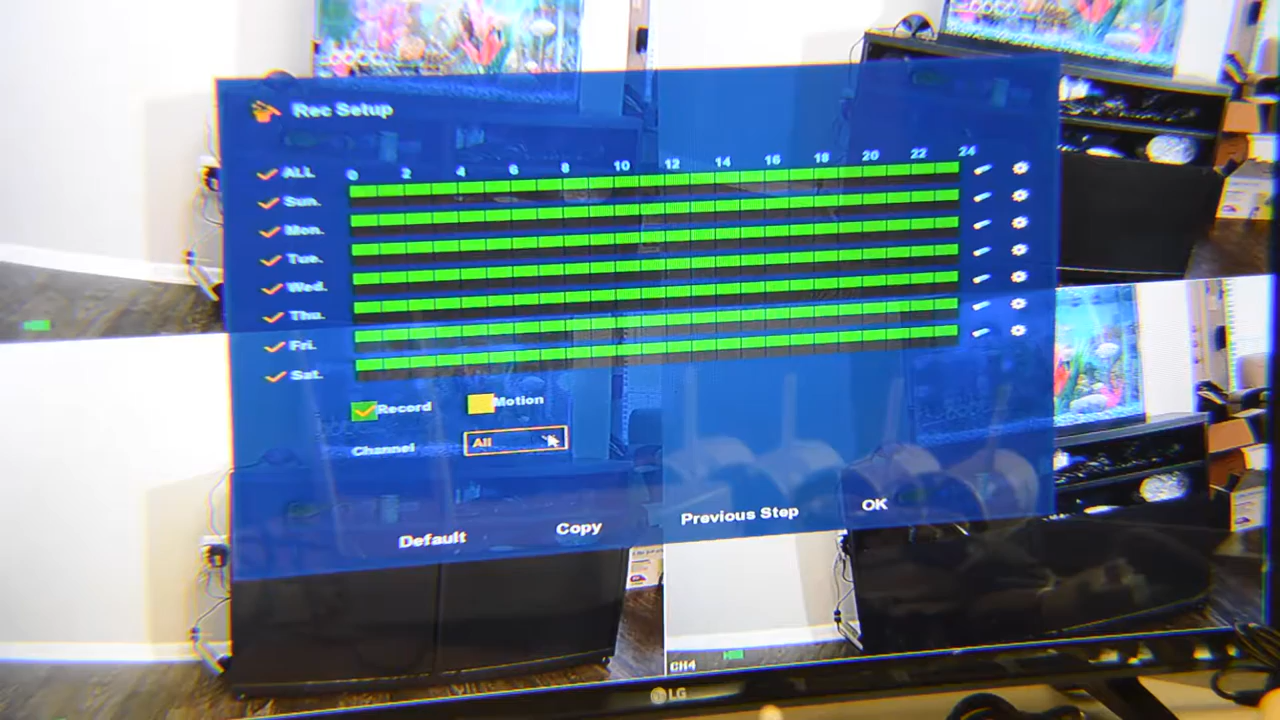 Rec Setup
0 2 4 6 8 10 12 14 16 18 20 22 24
ALL
Sun.
Mon.
Tue.
Wed.
Thu.
Fri.
Sat.
Record Motion
Channel All
Default Copy Previous Step OK
CH4
LG